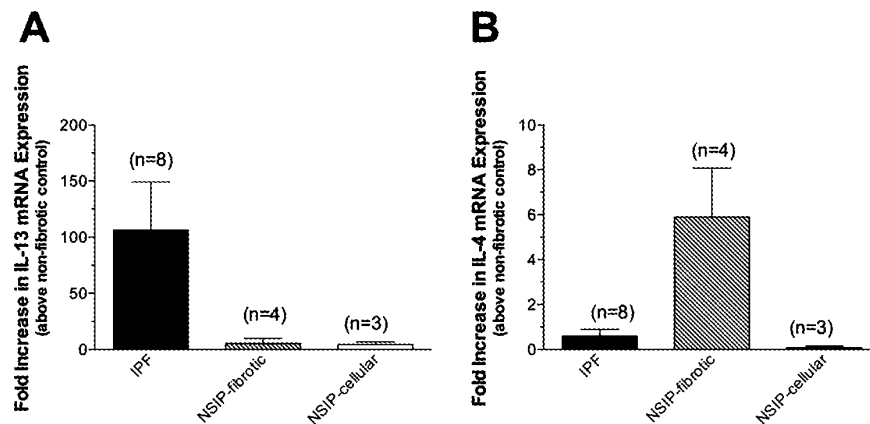 A
Fold Increase in IL-13 mRNA Expression
(above non-fibrotic control)
200
150
100
50
0
(n=8)
(n=4)
(n=3)
IPF
NSIP-fibrotic
NSIP-cellular
B
Fold Increase in IL-4 mRNA Expression
(above non-fibrotic control)
10
8
6
4
2
0
(n=8)
(n=4)
(n=3)
IPF
NSIP-fibrotic
NSIP-cellular